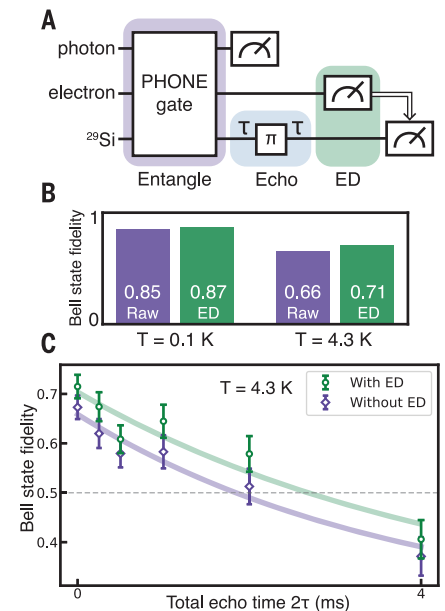 A
photon
electron
²⁹Si
PHONE
gate
τ
π
τ
Entangle
Echo
ED
B
Bell state fidelity
1
0
0.85
Raw
0.87
ED
0.66
Raw
0.71
ED
T = 0.1 K
T = 4.3 K
C
T = 4.3 K
With ED
Without ED
Bell state fidelity
0.7
0.6
0.5
0.4
0
4
Total echo time 2τ (ms)